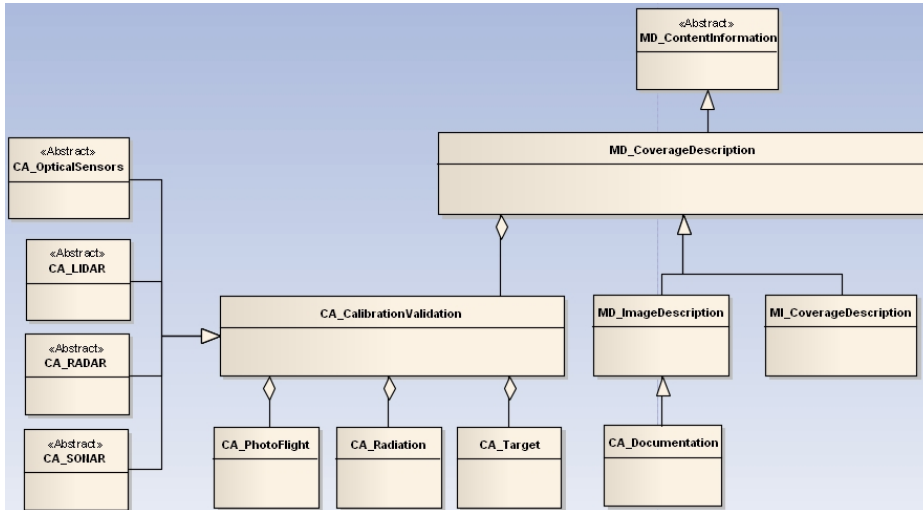 «Abstract»
MD_ContentInformation
MD_CoverageDescription
«Abstract»
CA_OpticalSensors
«Abstract»
CA_LIDAR
CA_CalibrationValidation
MD_ImageDescription
MI_CoverageDescription
«Abstract»
CA_RADAR
«Abstract»
CA_SONAR
CA_PhotoFlight
CA_Radiation
CA_Target
CA_Documentation